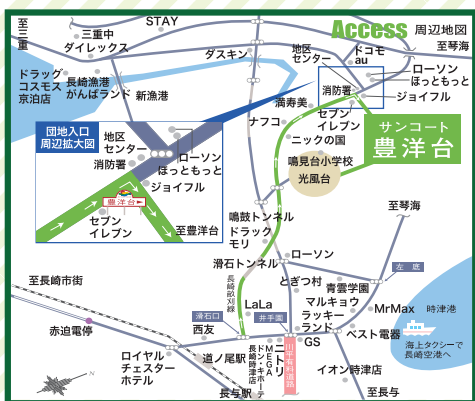 Access 周辺地図
至三重
三重中
ダイレックス
STAY
ダスキン
地区
センター
ドコモ
au
至琴海
ローソン
ほっともっと
消防署
ジョイフル
ドラッグ
コスモス
京泊店
長崎漁港
がんばランド
新漁港
満寿美
ナフコ
セブン
イレブン
ニックの国
サンコート
豊洋台
団地入口
周辺拡大図
地区
センター
消防署
ローソン
ほっともっと
ジョイフル
豊洋台
セブン
イレブン
至豊洋台
鳴見台小学校
光風台
鳴鼓トンネル
ドラック
モリ
滑石トンネル
至琴海
ローソン
左底
とぎつ村
青雲学園
マルキョウ
ラッキー
ランド
MrMax
時津港
ベスト電器
海上タクシーで
長崎空港へ
至長崎市街
長崎畝刈線
LaLa
滑石口
井手園
赤迫電停
西友
GS
ロイヤル
チェスター
ホテル
道ノ尾駅
MEGA
ドン・キホーテ
長崎時津店
ニトリ
川平有料道路
イオン時津店
長与駅
至長与
N